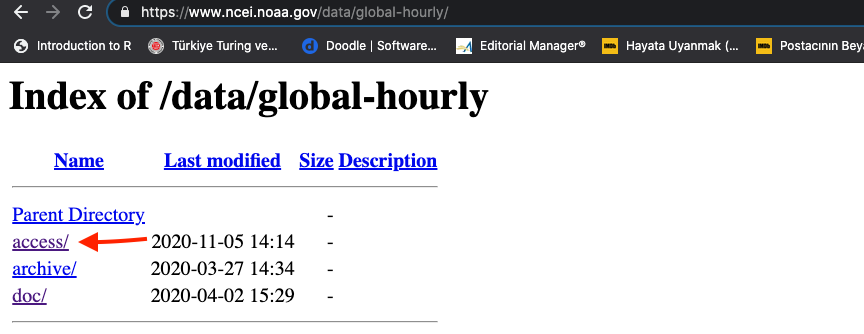 https://www.ncei.noaa.gov/data/global-hourly/
Introduction to R Türkiye Turing ve... Doodle | Software... Editorial Manager® Hayata Uyanmak (... Postacının Bey
Index of /data/global-hourly
Name Last modified Size Description
Parent Directory -
access/ 2020-11-05 14:14 -
archive/ 2020-03-27 14:34 -
doc/ 2020-04-02 15:29 -